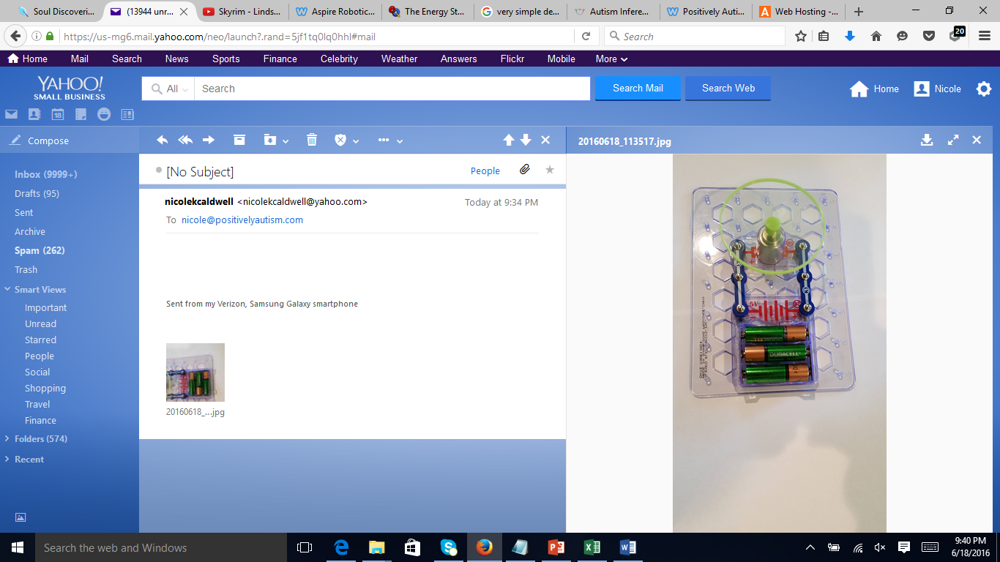 Soul Discoveri...
(13944 unr...
Skyrim - Linds...
Aspire Robotic...
The Energy St...
very simple de...
Autism Infere...
Positively Auti...
Web Hosting -...
https://us-mg6.mail.yahoo.com/neo/launch?.rand=5jf1tq0lq0hhl#mail
Search
20
Home Mail Search News Sports Finance Celebrity Weather Answers Flickr Mobile More
YAHOO!
SMALL BUSINESS
All Search
Search Mail
Search Web
Home
Nicole
18
Compose
20160618_113517.jpg
Inbox (9999+)
Drafts (95)
Sent
Archive
Spam (262)
Trash
Smart Views
Important
Unread
Starred
People
Social
Shopping
Travel
Finance
Folders (574)
Recent
[No Subject]
People
nicolekcaldwell <nicolekcaldwell@yahoo.com>
Today at 9:34 PM
To nicole@positivelyautism.com
Sent from my Verizon, Samsung Galaxy smartphone
20160618_...jpg
3
DURACELL
Search the web and Windows
9:40 PM
6/18/2016